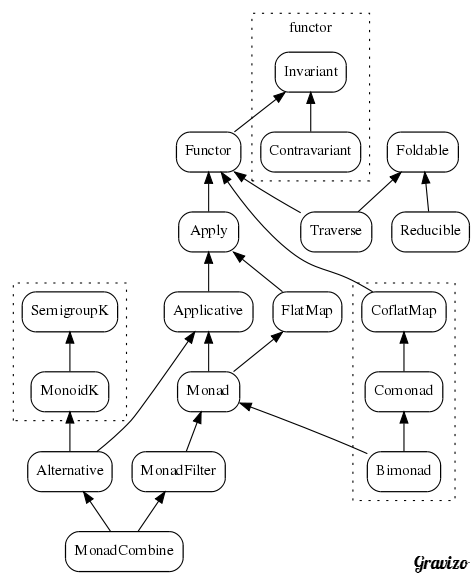 functor
Invariant
Functor
Contravariant
Foldable
Apply
Traverse
Reducible
SemigroupK
Applicative
FlatMap
CoflatMap
MonoidK
Monad
Comonad
Alternative
MonadFilter
Bimonad
MonadCombine
Gravizo